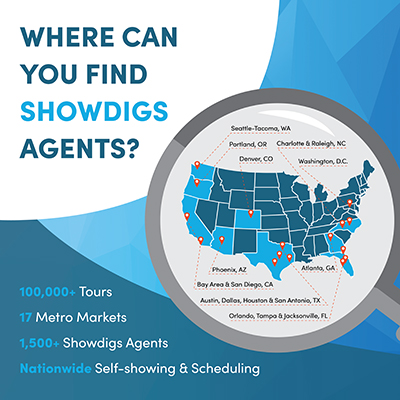 WHERE CAN
YOU FIND
SHOWDIGS
AGENTS?
Seattle-Tacoma, WA
Portland, OR
Charlotte & Raleigh, NC
Denver, CO
Washington, D.C.
Phoenix, AZ
Atlanta, GA
Bay Area & San Diego, CA
Austin, Dallas, Houston & San Antonio, TX
Orlando, Tampa & Jacksonville, FL
100,000+ Tours
17 Metro Markets
1,500+ Showdigs Agents
Nationwide Self-showing & Scheduling